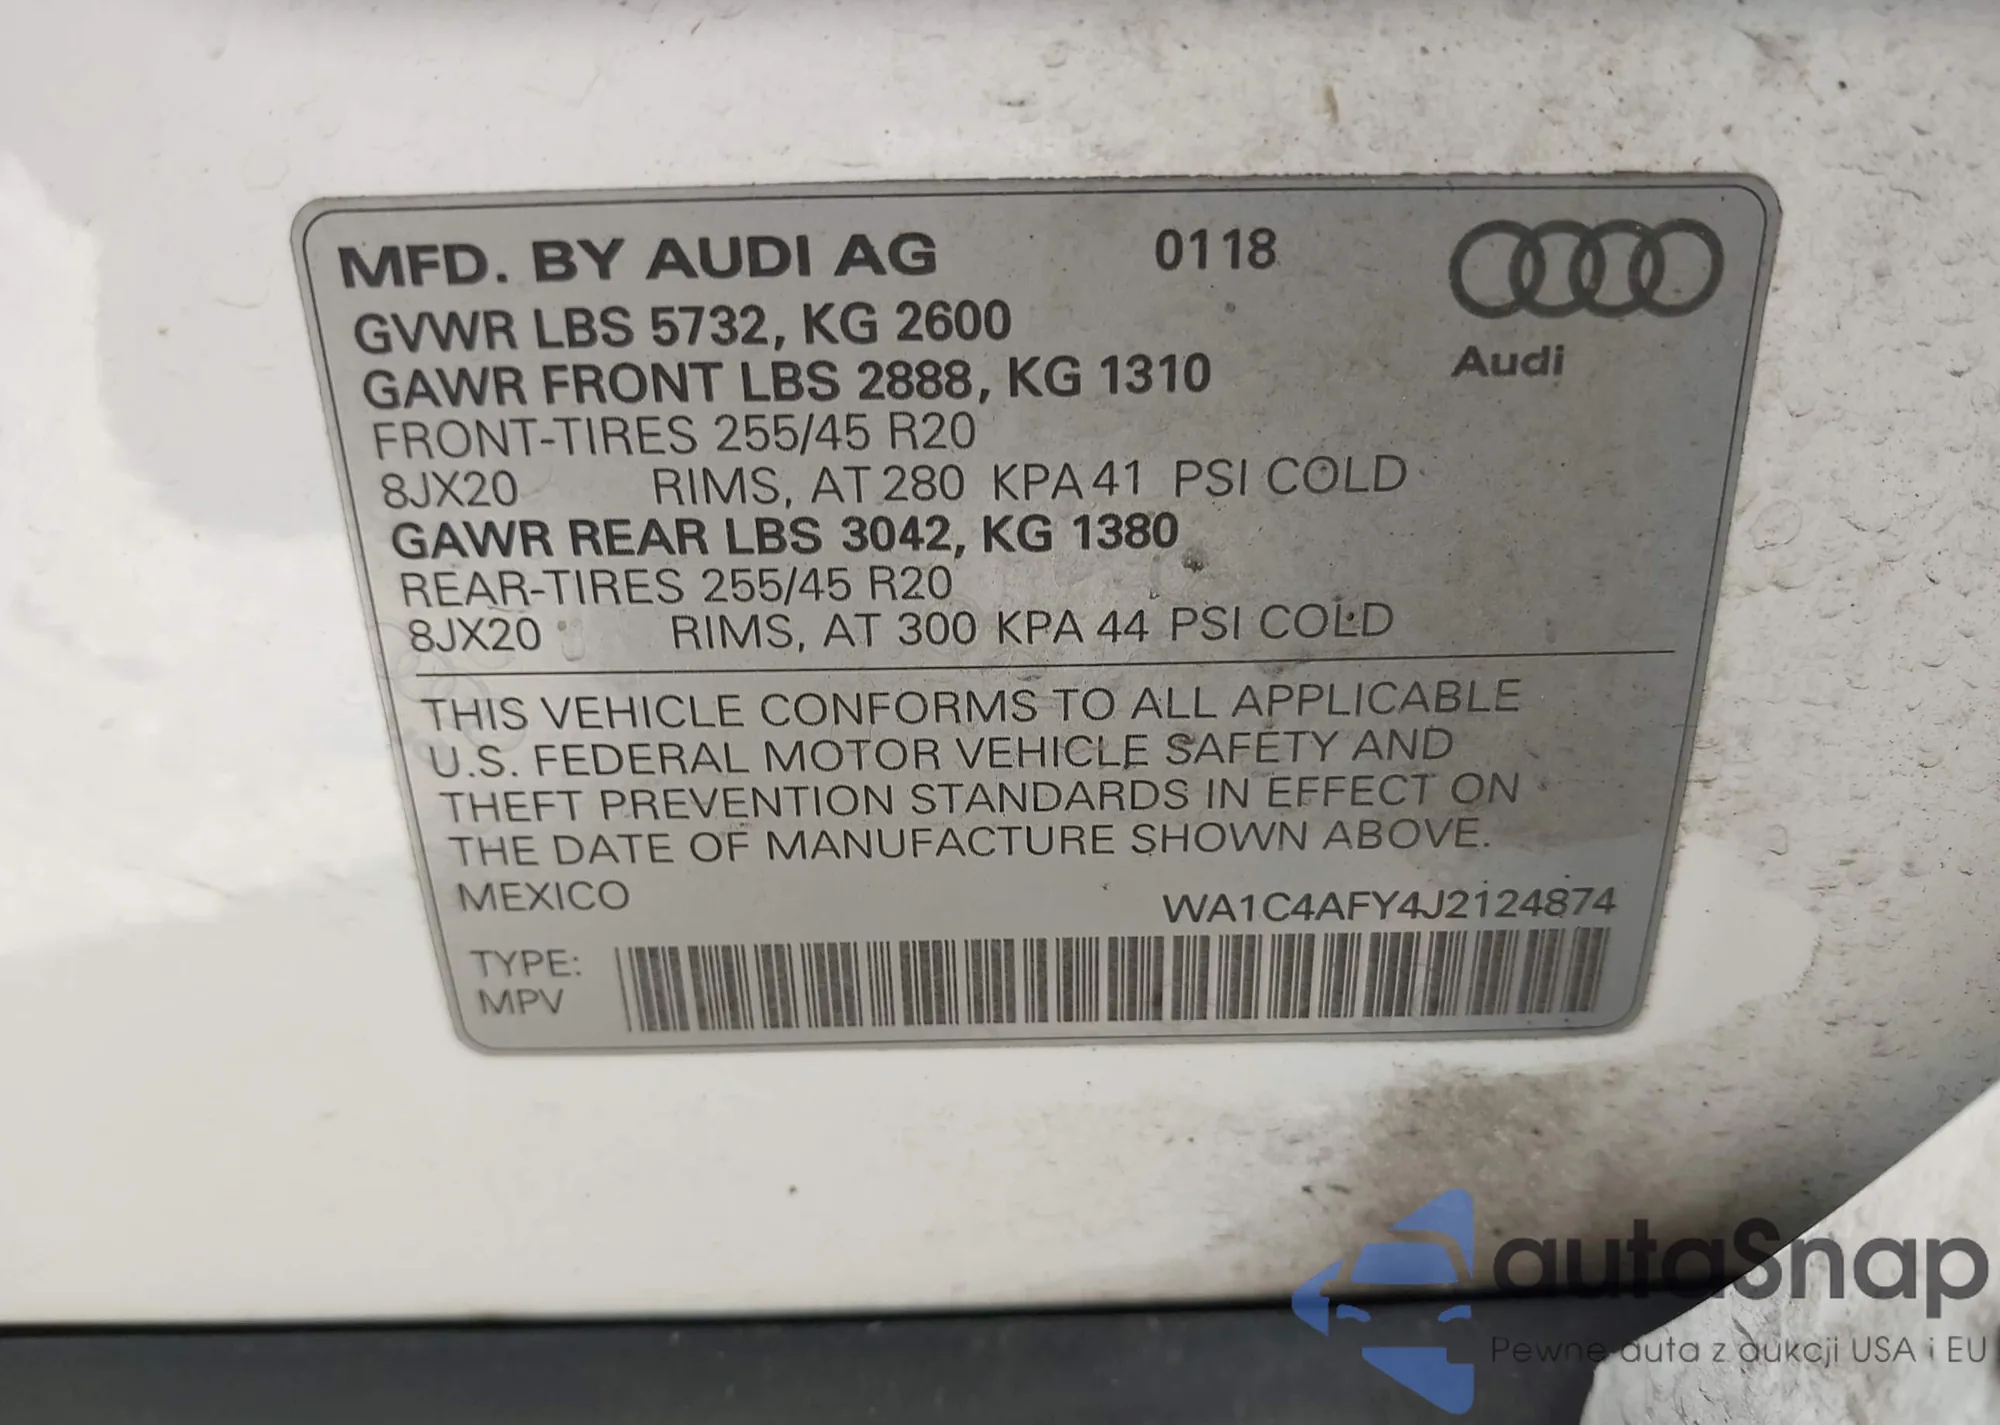 MFD. BY AUDI AG 0118
Audi
GVWR LBS 5732, KG 2600
GAWR FRONT LBS 2888, KG 1310
FRONT-TIRES 255/45 R20
8JX20 RIMS, AT 280 KPA 41 PSI COLD
GAWR REAR LBS 3042, KG 1380
REAR-TIRES 255/45 R20
8JX20 RIMS, AT 300 KPA 44 PSI COLD
THIS VEHICLE CONFORMS TO ALL APPLICABLE
U.S. FEDERAL MOTOR VEHICLE SAFETY AND
THEFT PREVENTION STANDARDS IN EFFECT ON
THE DATE OF MANUFACTURE SHOWN ABOVE.
MEXICO WA1C4AFY4J2124874
TYPE:
MPV
autaSnap
Pewne auta z aukcji USA i EU